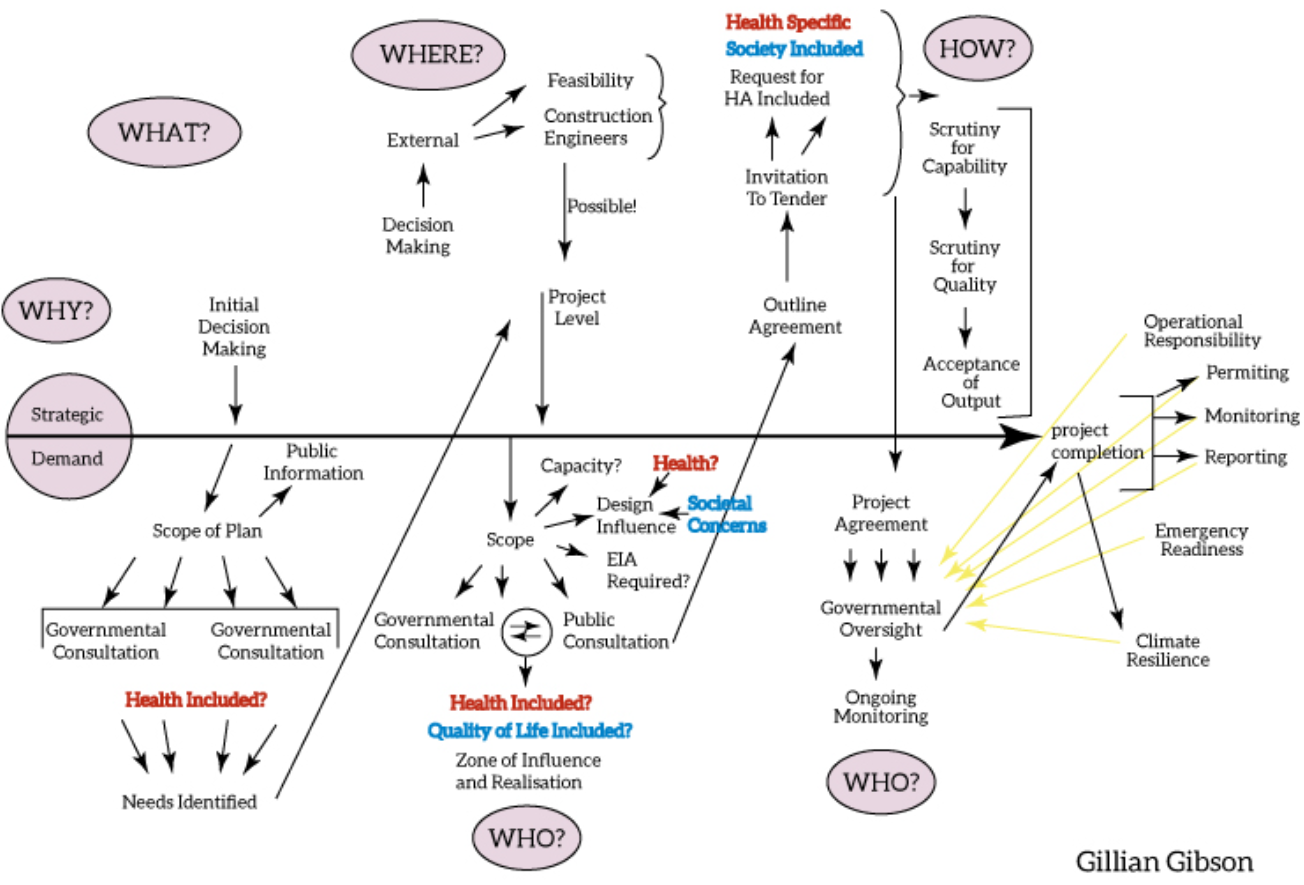 WHAT?
WHERE?
Feasibility
Construction
Engineers
External
Decision
Making
Possible!
Project
Level
Health Specific
Society Included
Request for
HA Included
Invitation
To Tender
Outline
Agreement
HOW?
Scrutiny
for
Capability
Scrutiny
for
Quality
Acceptance
of
Output
WHY?
Initial
Decision
Making
Strategic
Demand
Public
Information
Scope of Plan
Governmental
Consultation
Governmental
Consultation
Health Included?
Needs Identified
Capacity?
Health?
Design
Influence
Societal
Concerns
Scope
EIA
Required?
Governmental
Consultation
Public
Consultation
Health Included?
Quality of Life Included?
Zone of Influence
and Realisation
WHO?
Project
Agreement
Governmental
Oversight
Ongoing
Monitoring
WHO?
project
completion
Operational
Responsibility
Permiting
Monitoring
Reporting
Emergency
Readiness
Climate
Resilience
Gillian Gibson